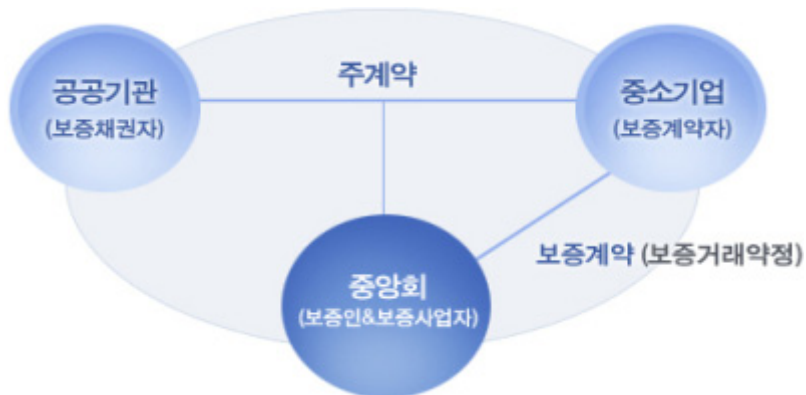 주계약
공공기관
(보증채권자)
중소기업
(보증계약자)
보증계약 (보증거래약정)
중앙회
(보증인&보증사업자)